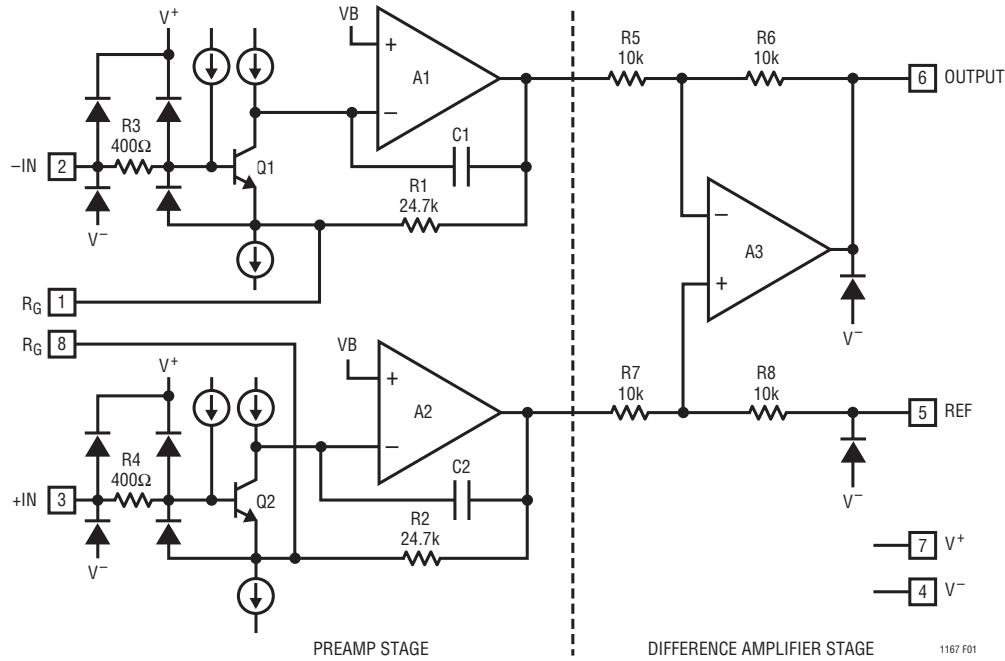 V+
VB
+
A1
−
R5
10k
R6
10k
6 OUTPUT
R3
400Ω
C1
−IN 2
Q1
R1
24.7k
V−
−
A3
+
RG 1
RG 8
V−
V+
VB
+
A2
−
R7
10k
R8
10k
5 REF
R4
400Ω
C2
+IN 3
Q2
R2
24.7k
V−
V−
7 V+
4 V−
PREAMP STAGE
DIFFERENCE AMPLIFIER STAGE
1167 F01